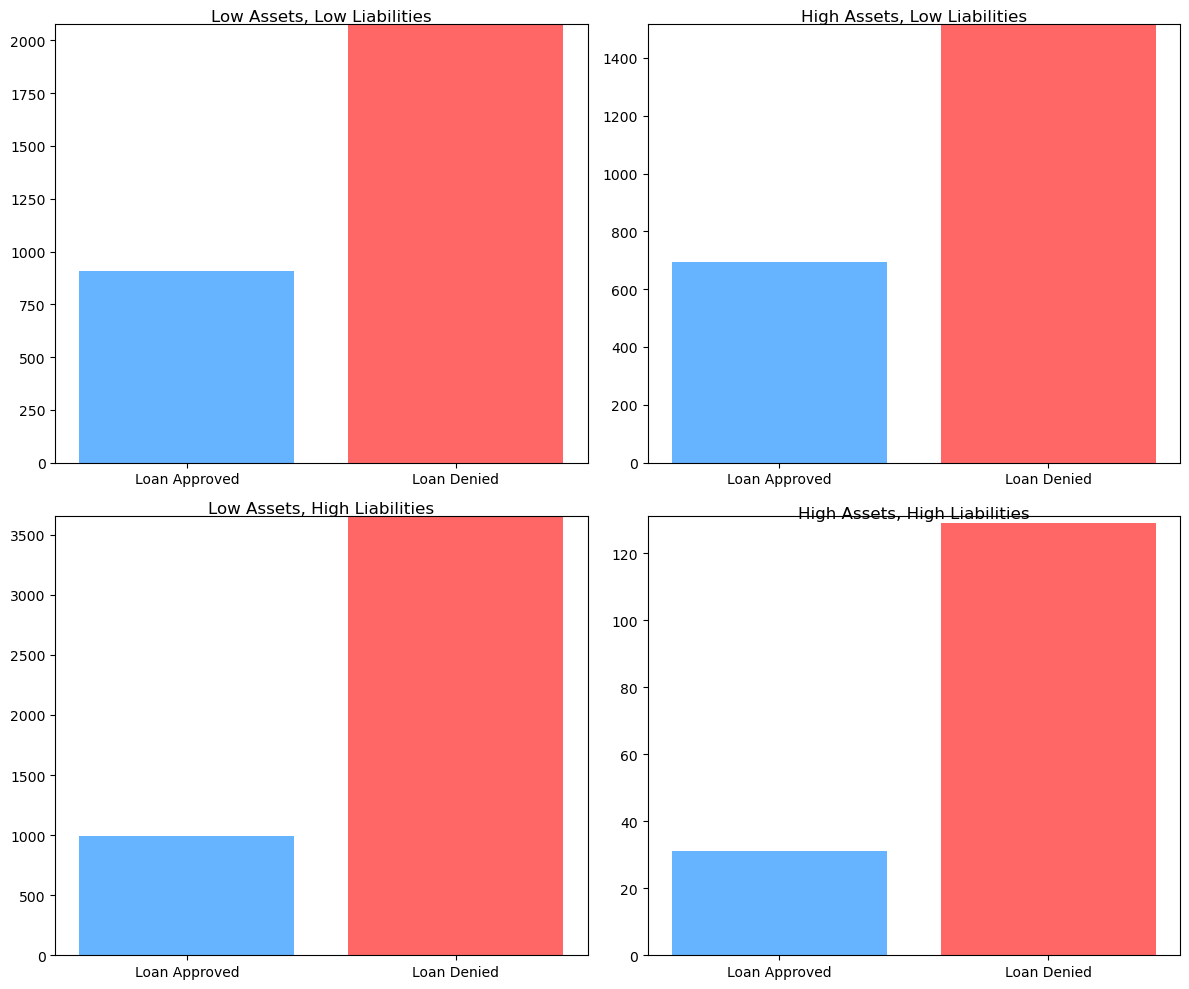 Low Assets, Low Liabilities
2000
1750
1500
1250
1000
750
500
250
0
Loan Approved
Loan Denied
High Assets, Low Liabilities
1400
1200
1000
800
600
400
200
0
Loan Approved
Loan Denied
Low Assets, High Liabilities
3500
3000
2500
2000
1500
1000
500
0
Loan Approved
Loan Denied
High Assets, High Liabilities
120
100
80
60
40
20
0
Loan Approved
Loan Denied